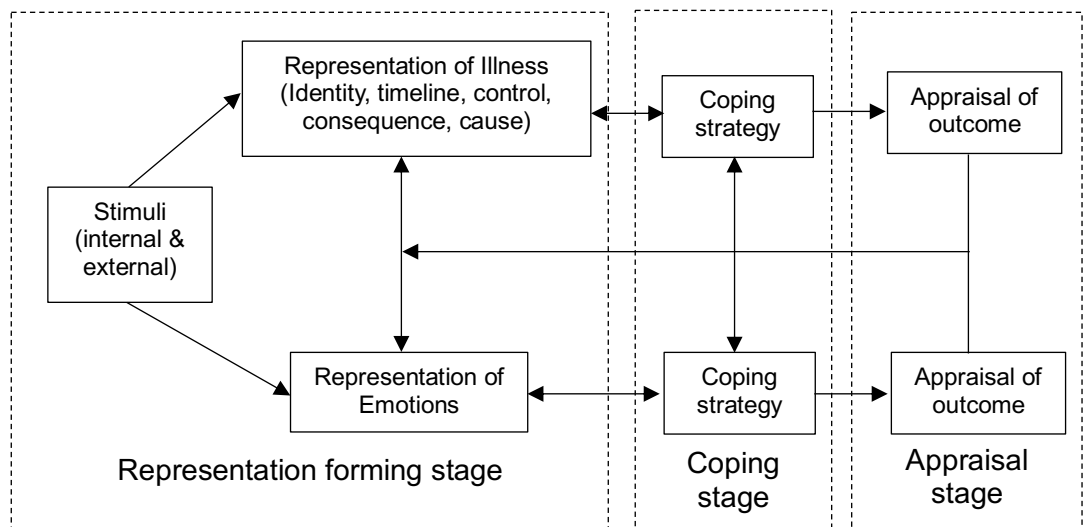 Representation of Illness
(Identity, timeline, control,
consequence, cause)
Coping
strategy
Appraisal of
outcome
Stimuli
(internal &
external)
Representation of
Emotions
Coping
strategy
Appraisal of
outcome
Representation forming stage
Coping
stage
Appraisal
stage